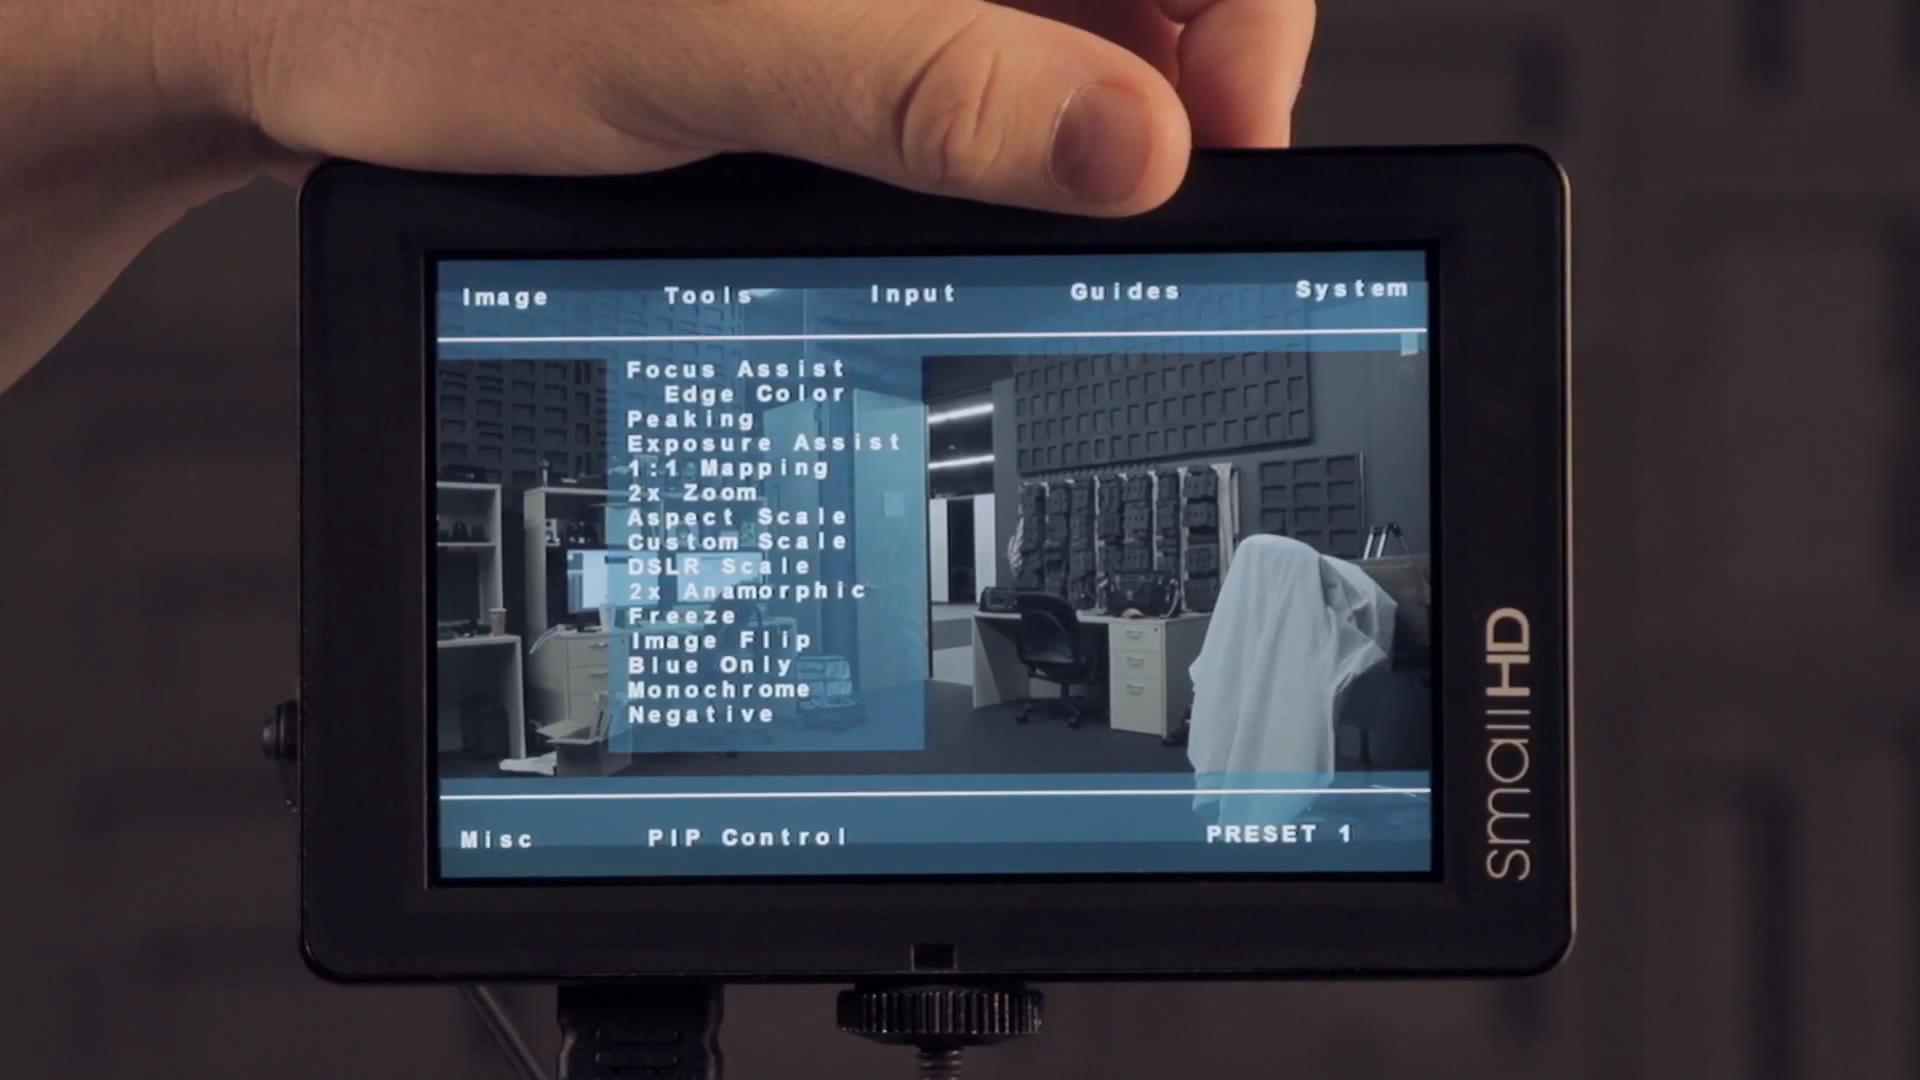 Image Tools Input Guides System
Focus Assist
Edge Color
Peaking
Exposure Assist
1:1 Mapping
2x Zoom
Aspect Scale
Custom Scale
DSLR Scale
2x Anamorphic
Freeze
Image Flip
Blue Only
Monochrome
Negative
Misc PIP Control PRESET 1
smallHD